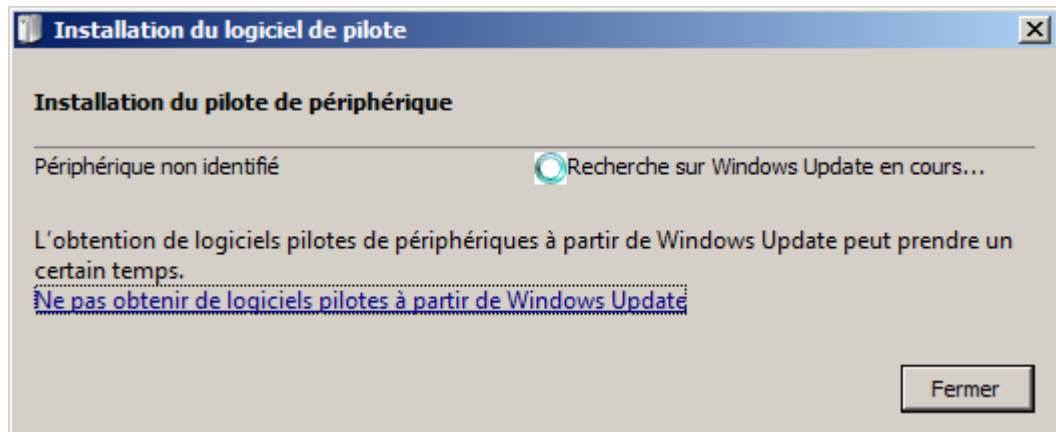 Installation du logiciel de pilote
Installation du pilote de périphérique
Périphérique non identifié Recherche sur Windows Update en cours...
L'obtention de logiciels pilotes de périphériques à partir de Windows Update peut prendre un
certain temps.
Ne pas obtenir de logiciels pilotes à partir de Windows Update
Fermer